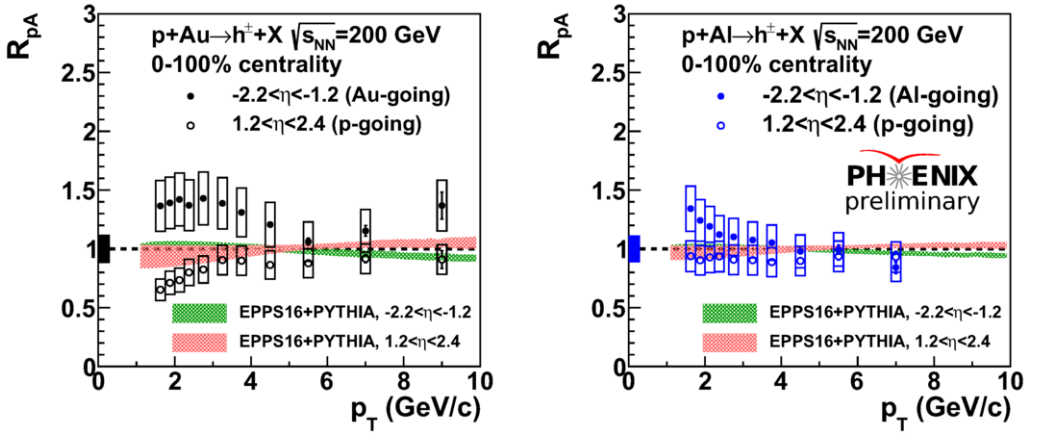 R_pA
3
2.5
2
1.5
1
0.5
0
p+Au→h±+X √s_NN=200 GeV
0-100% centrality
-2.2<η<-1.2 (Au-going)
1.2<η<2.4 (p-going)
EPPS16+PYTHIA, -2.2<η<-1.2
EPPS16+PYTHIA, 1.2<η<2.4
0 2 4 6 8 10
p_T (GeV/c)
R_pA
3
2.5
2
1.5
1
0.5
0
p+Al→h±+X √s_NN=200 GeV
0-100% centrality
-2.2<η<-1.2 (Al-going)
1.2<η<2.4 (p-going)
PHENIX
preliminary
EPPS16+PYTHIA, -2.2<η<-1.2
EPPS16+PYTHIA, 1.2<η<2.4
0 2 4 6 8 10
p_T (GeV/c)